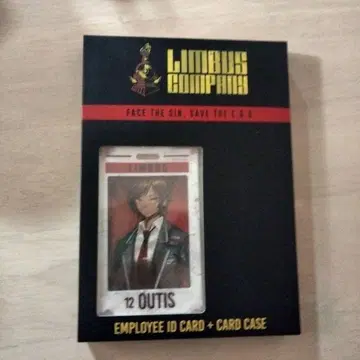 LIMBUS
COMPANY
FACE THE SIN, SAVE THE E.G.O
LIMBUS
12 OUTIS
EMPLOYEE ID CARD + CARD CASE